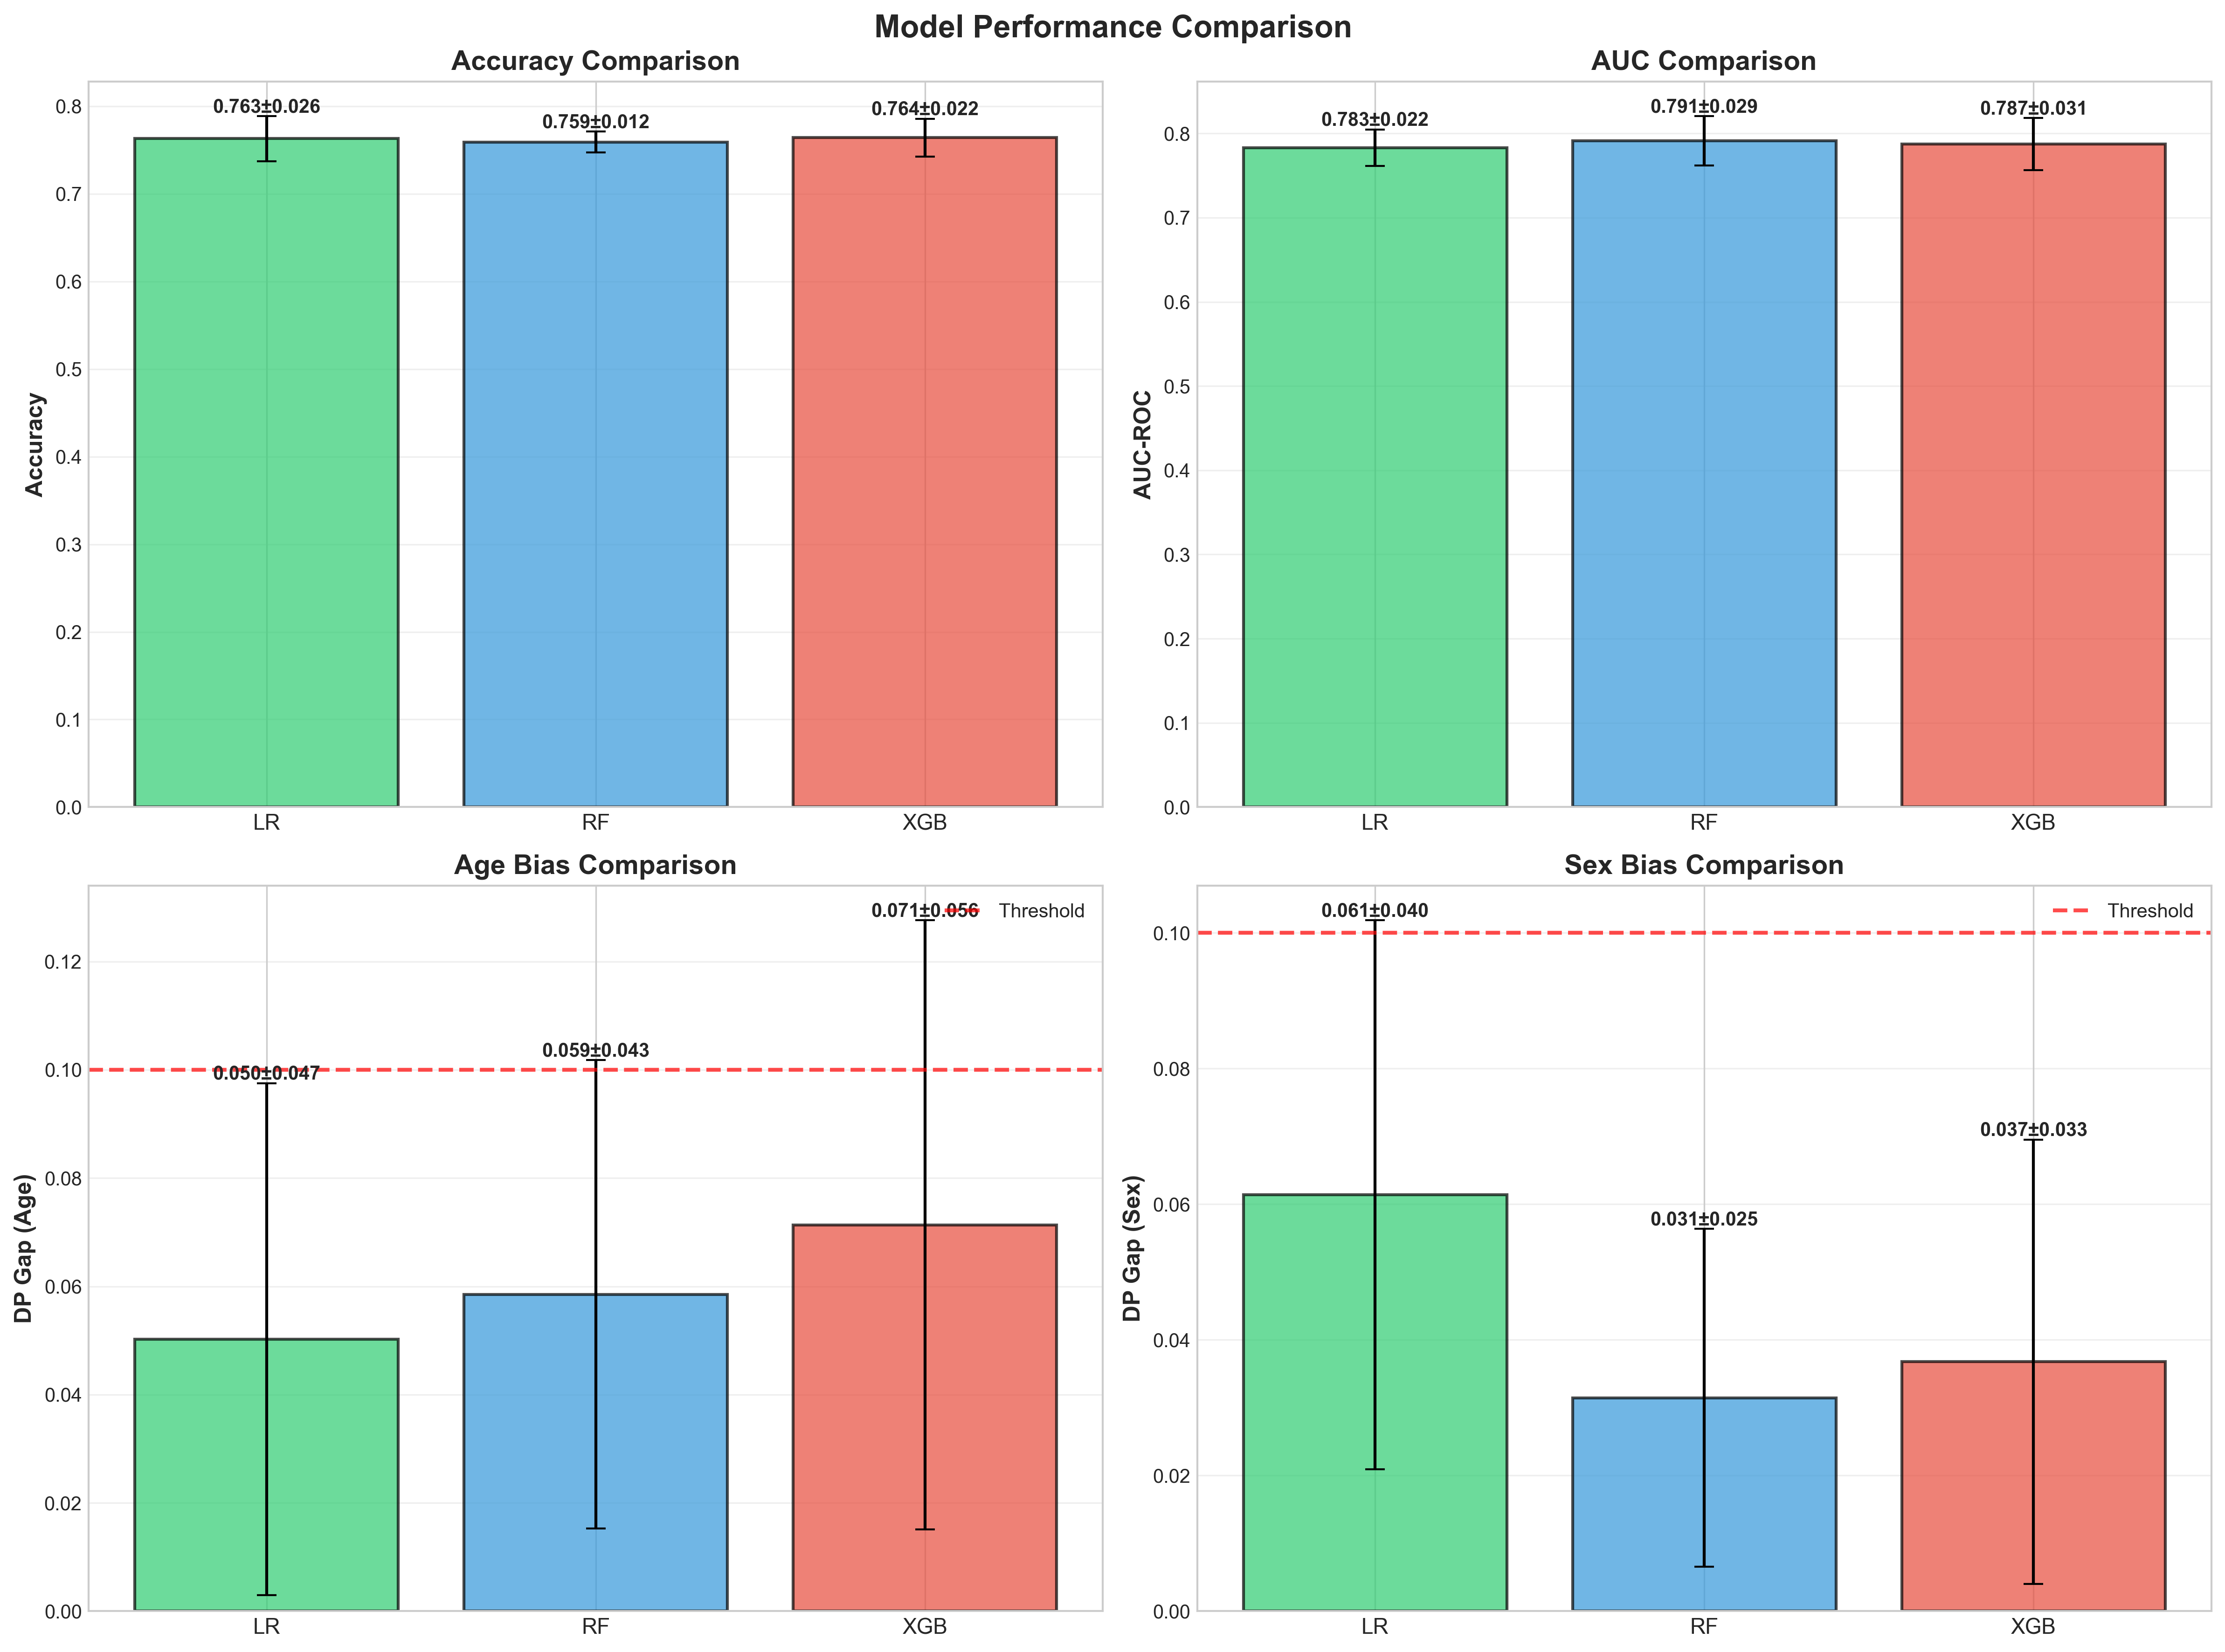 Model Performance Comparison
Accuracy Comparison
0.8
0.7
0.6
0.5
0.4
0.3
0.2
0.1
0.0
Accuracy
0.763±0.026
0.759±0.012
0.764±0.022
LR
RF
XGB
AUC Comparison
0.8
0.7
0.6
0.5
0.4
0.3
0.2
0.1
0.0
AUC-ROC
0.783±0.022
0.791±0.029
0.787±0.031
LR
RF
XGB
Age Bias Comparison
0.12
0.10
0.08
0.06
0.04
0.02
0.00
DP Gap (Age)
0.050±0.047
0.059±0.043
0.071±0.056
Threshold
LR
RF
XGB
Sex Bias Comparison
0.10
0.08
0.06
0.04
0.02
0.00
DP Gap (Sex)
0.061±0.040
0.031±0.025
0.037±0.033
Threshold
LR
RF
XGB